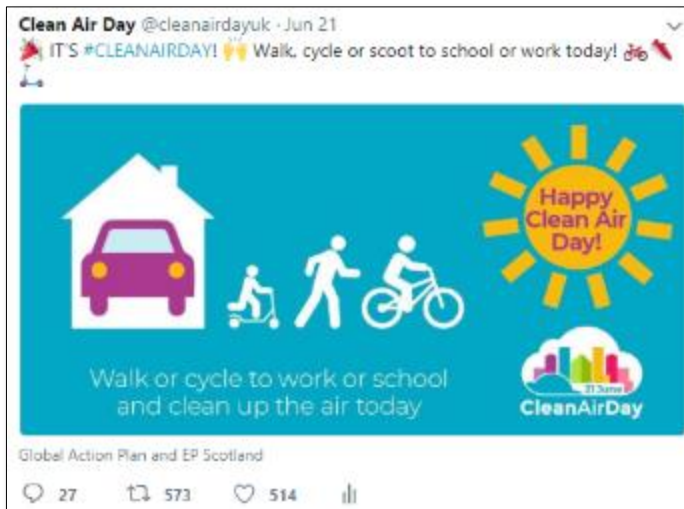 Clean Air Day @cleanairdayuk · Jun 21
🎉 IT'S #CLEANAIRDAY! 🙌 Walk, cycle or scoot to school or work today! 🚲👠
🛴
Happy
Clean Air
Day!
Walk or cycle to work or school
and clean up the air today
21 June
CleanAirDay
Global Action Plan and EP Scotland
27 573 514